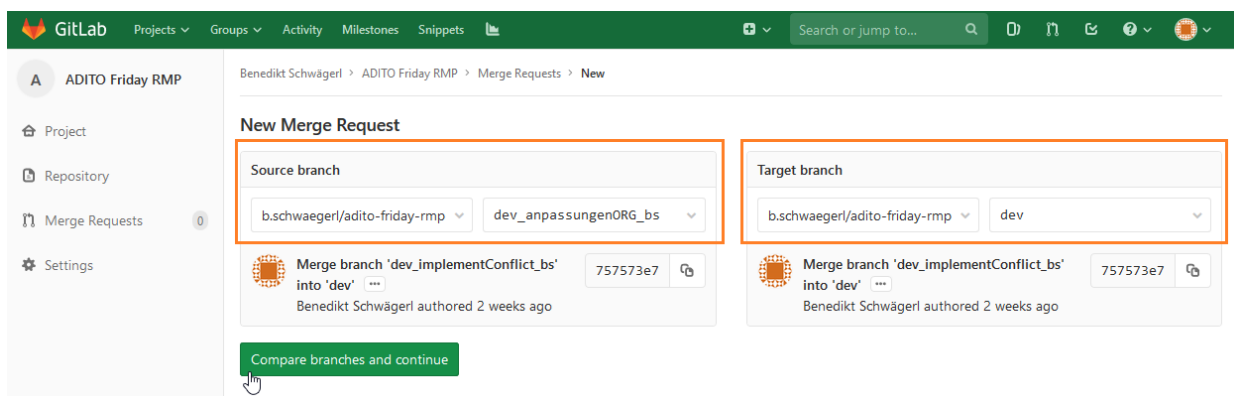 GitLab Projects Groups Activity Milestones Snippets Search or jump to...
A ADITO Friday RMP
Benedikt Schwägerl > ADITO Friday RMP > Merge Requests > New
Project
Repository
Merge Requests 0
Settings
New Merge Request
Source branch
b.schwaegerl/adito-friday-rmp dev_anpassungenORG_bs
Merge branch 'dev_implementConflict_bs' 757573e7
into 'dev' ...
Benedikt Schwägerl authored 2 weeks ago
Target branch
b.schwaegerl/adito-friday-rmp dev
Merge branch 'dev_implementConflict_bs' 757573e7
into 'dev' ...
Benedikt Schwägerl authored 2 weeks ago
Compare branches and continue